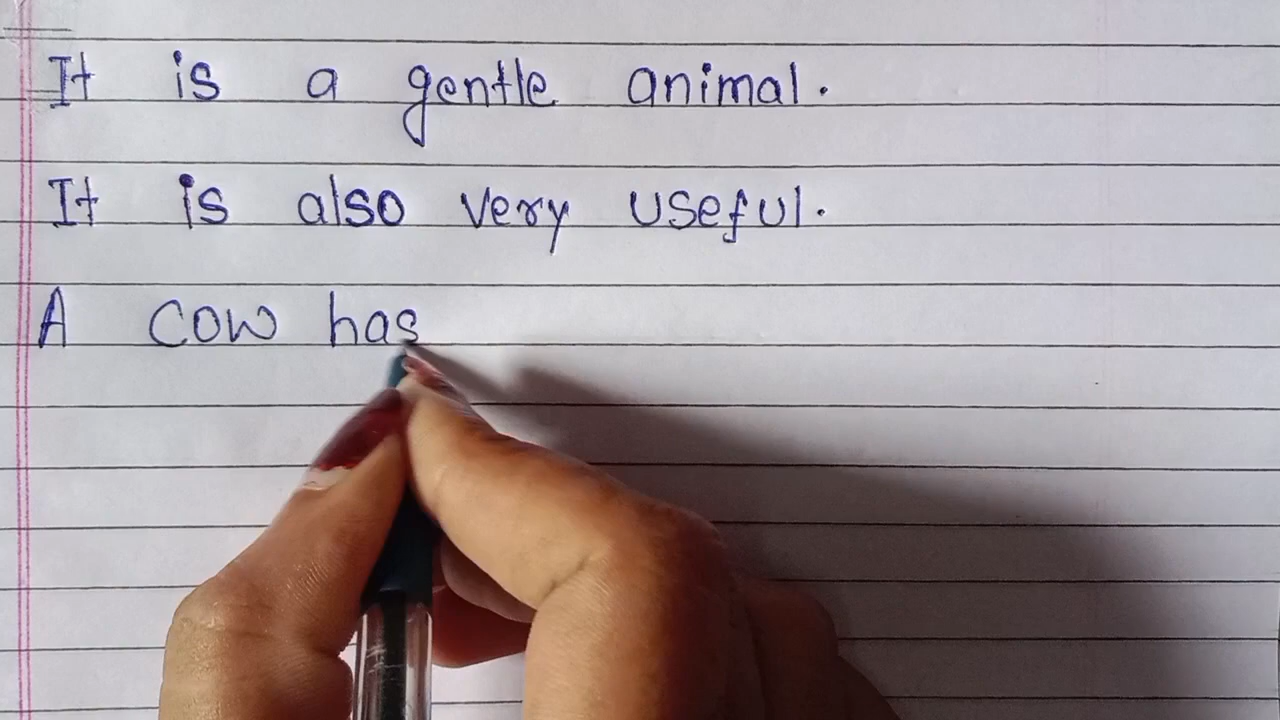 It is a gentle animal.
It is also very useful.
A cow has